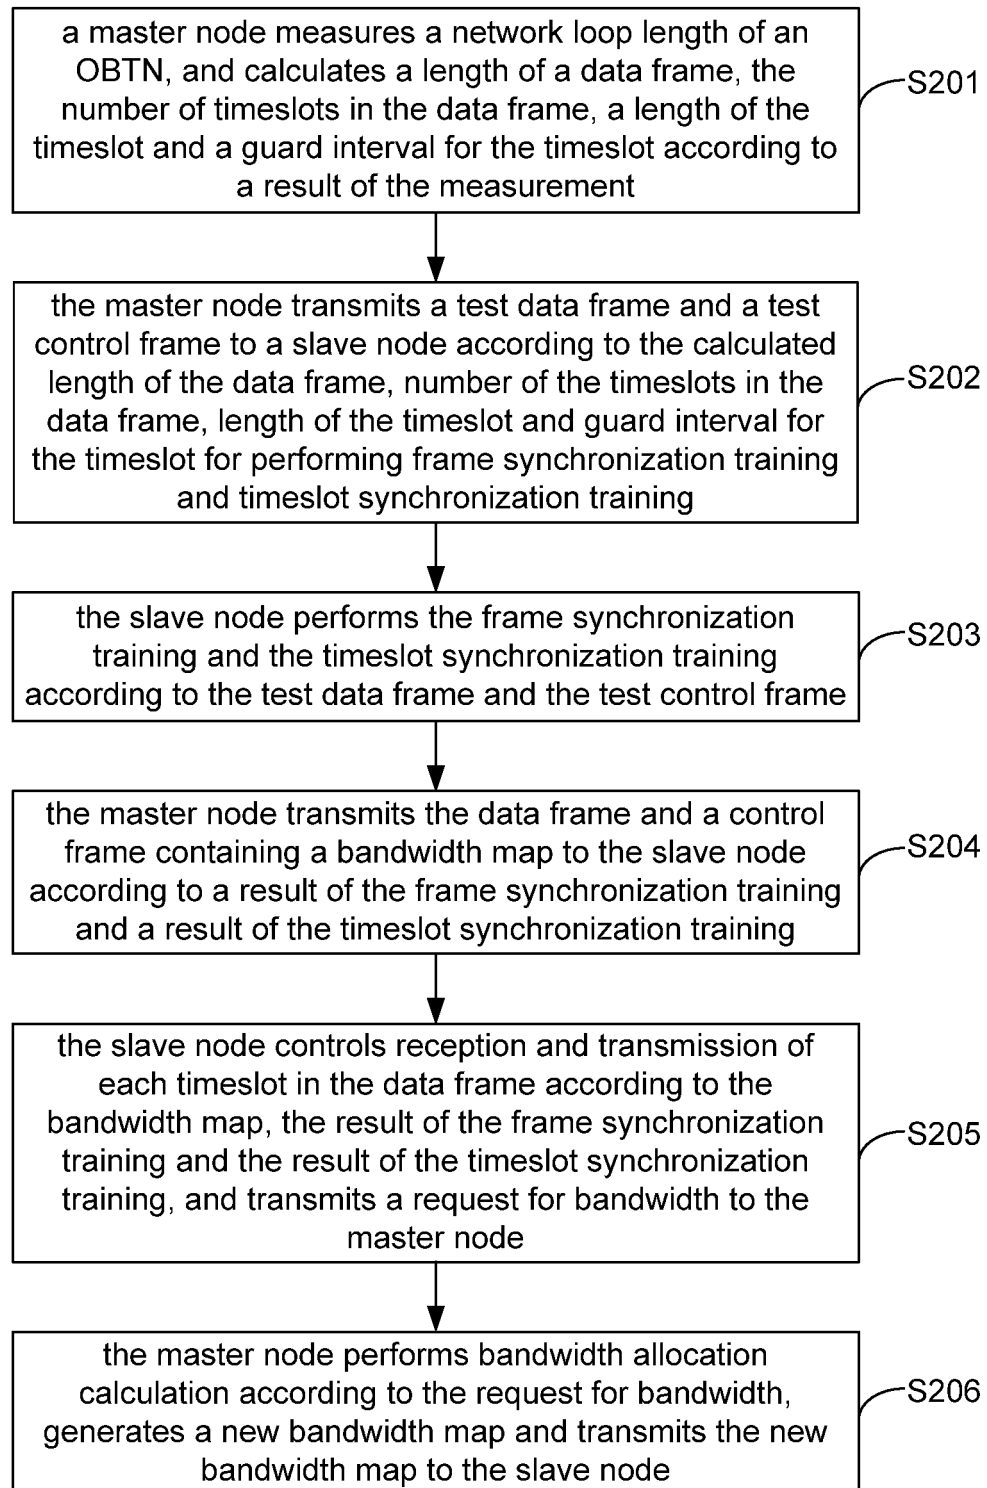 a master node measures a network loop length of an
OBTN, and calculates a length of a data frame, the
number of timeslots in the data frame, a length of the
timeslot and a guard interval for the timeslot according to
a result of the measurement
S201
the master node transmits a test data frame and a test
control frame to a slave node according to the calculated
length of the data frame, number of the timeslots in the
data frame, length of the timeslot and guard interval for
the timeslot for performing frame synchronization training
and timeslot synchronization training
S202
the slave node performs the frame synchronization
training and the timeslot synchronization training
according to the test data frame and the test control frame
S203
the master node transmits the data frame and a control
frame containing a bandwidth map to the slave node
according to a result of the frame synchronization training
and a result of the timeslot synchronization training
S204
the slave node controls reception and transmission of
each timeslot in the data frame according to the
bandwidth map, the result of the frame synchronization
training and the result of the timeslot synchronization
training, and transmits a request for bandwidth to the
master node
S205
the master node performs bandwidth allocation
calculation according to the request for bandwidth,
generates a new bandwidth map and transmits the new
bandwidth map to the slave node
S206